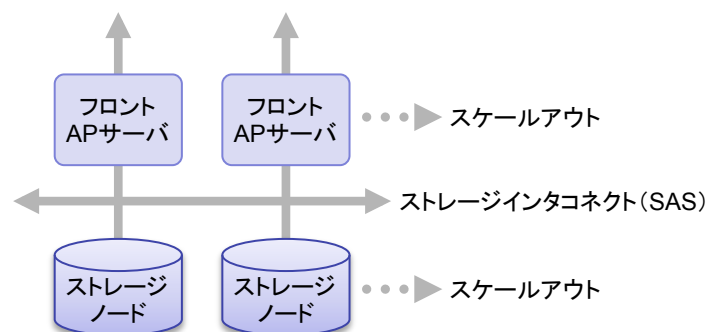 フロント
APサーバ
フロント
APサーバ
スケールアウト
ストレージインタコネクト（SAS）
ストレージ
ノード
ストレージ
ノード
スケールアウト